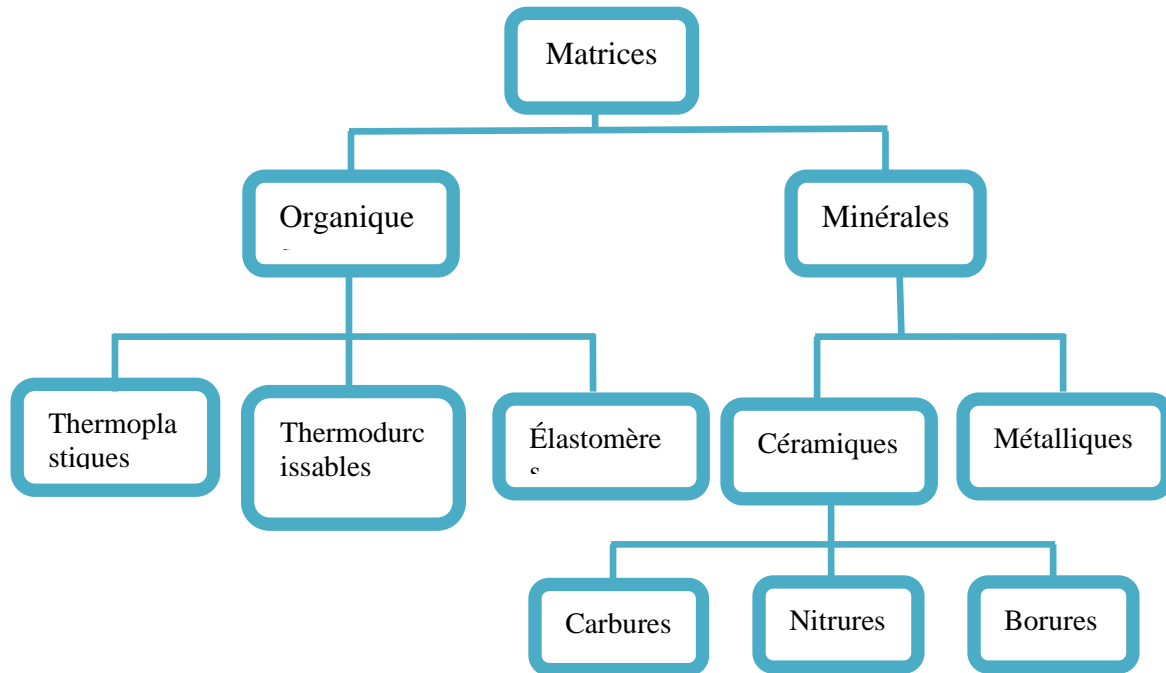 Matrices
Organique
Minérales
Thermopla
stiques
Thermodurc
issables
Élastomère
s
Céramiques
Métalliques
Carbures
Nitrures
Borures